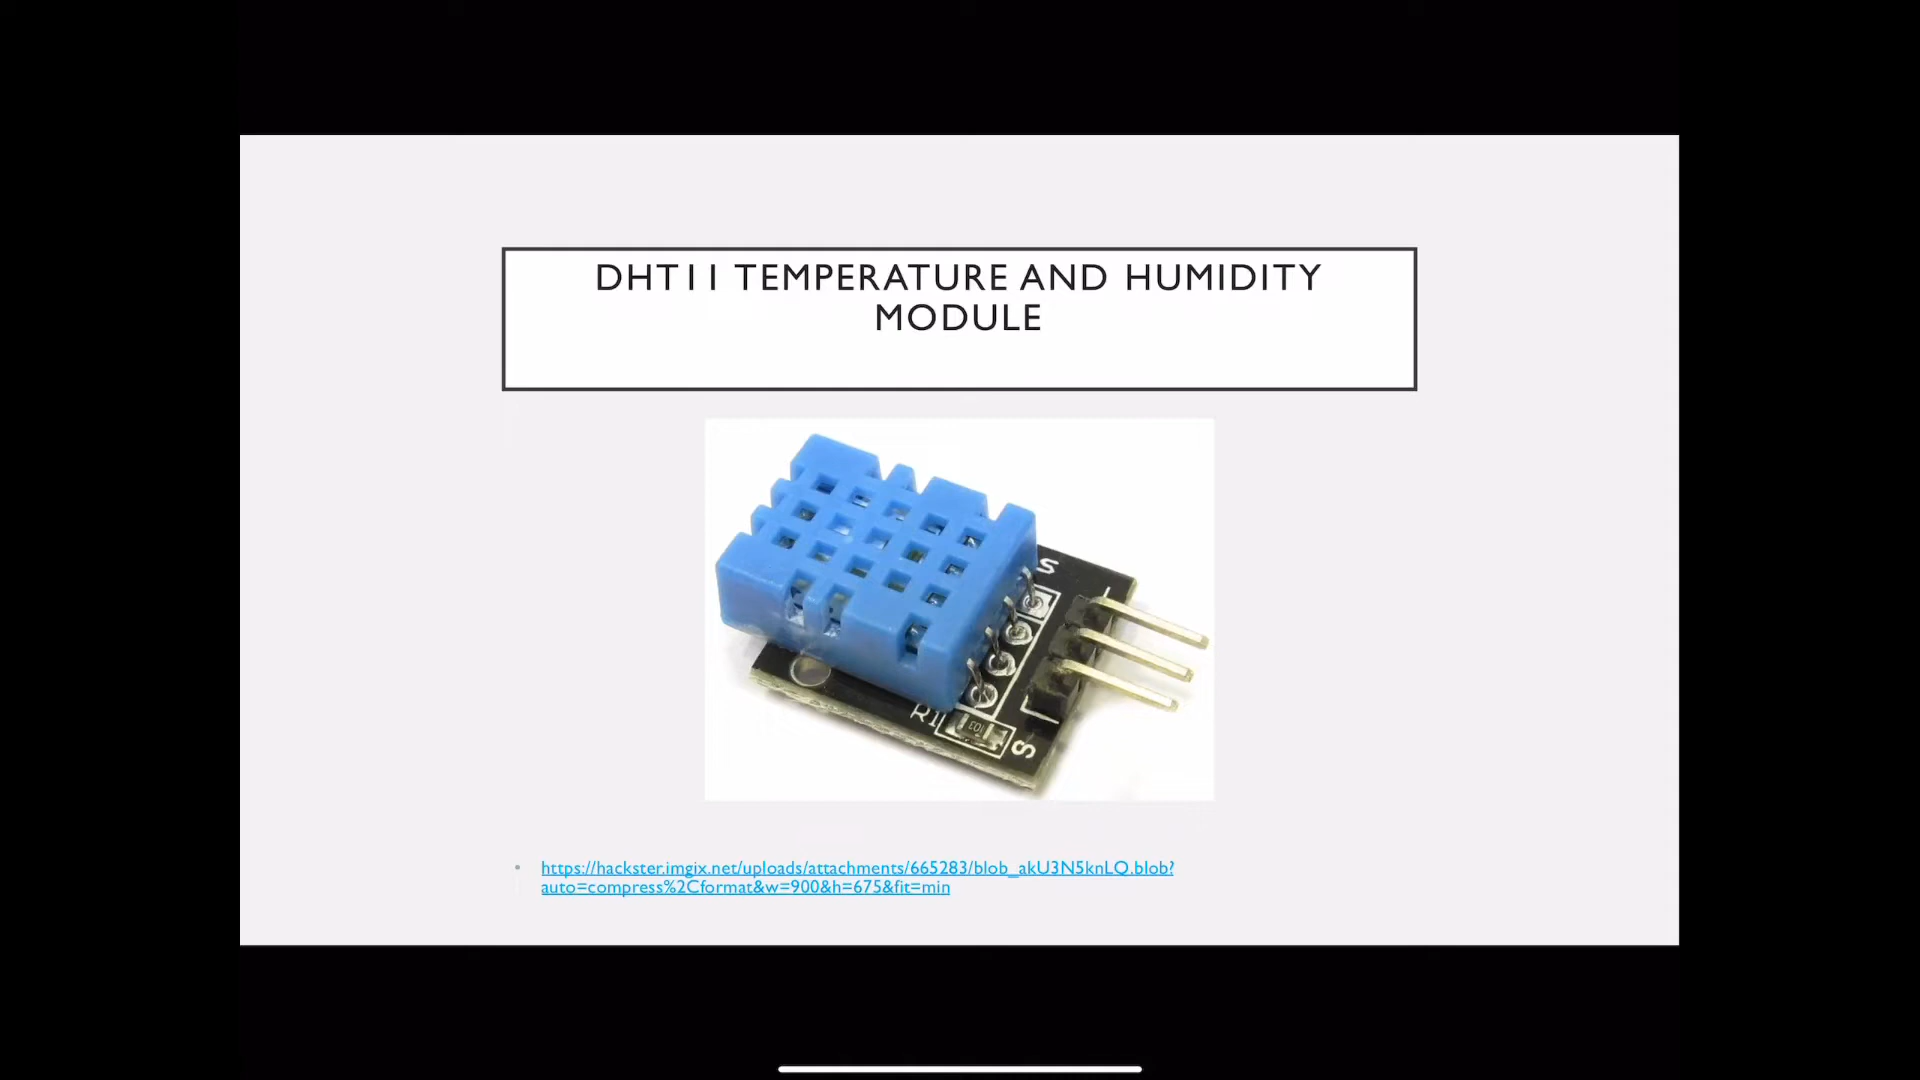 DHT11 TEMPERATURE AND HUMIDITY
MODULE
S
R1
103
S
https://hackster.imgix.net/uploads/attachments/665283/blob_akU3N5knLQ.blob?
auto=compress%2Cformat&w=900&h=675&fit=min